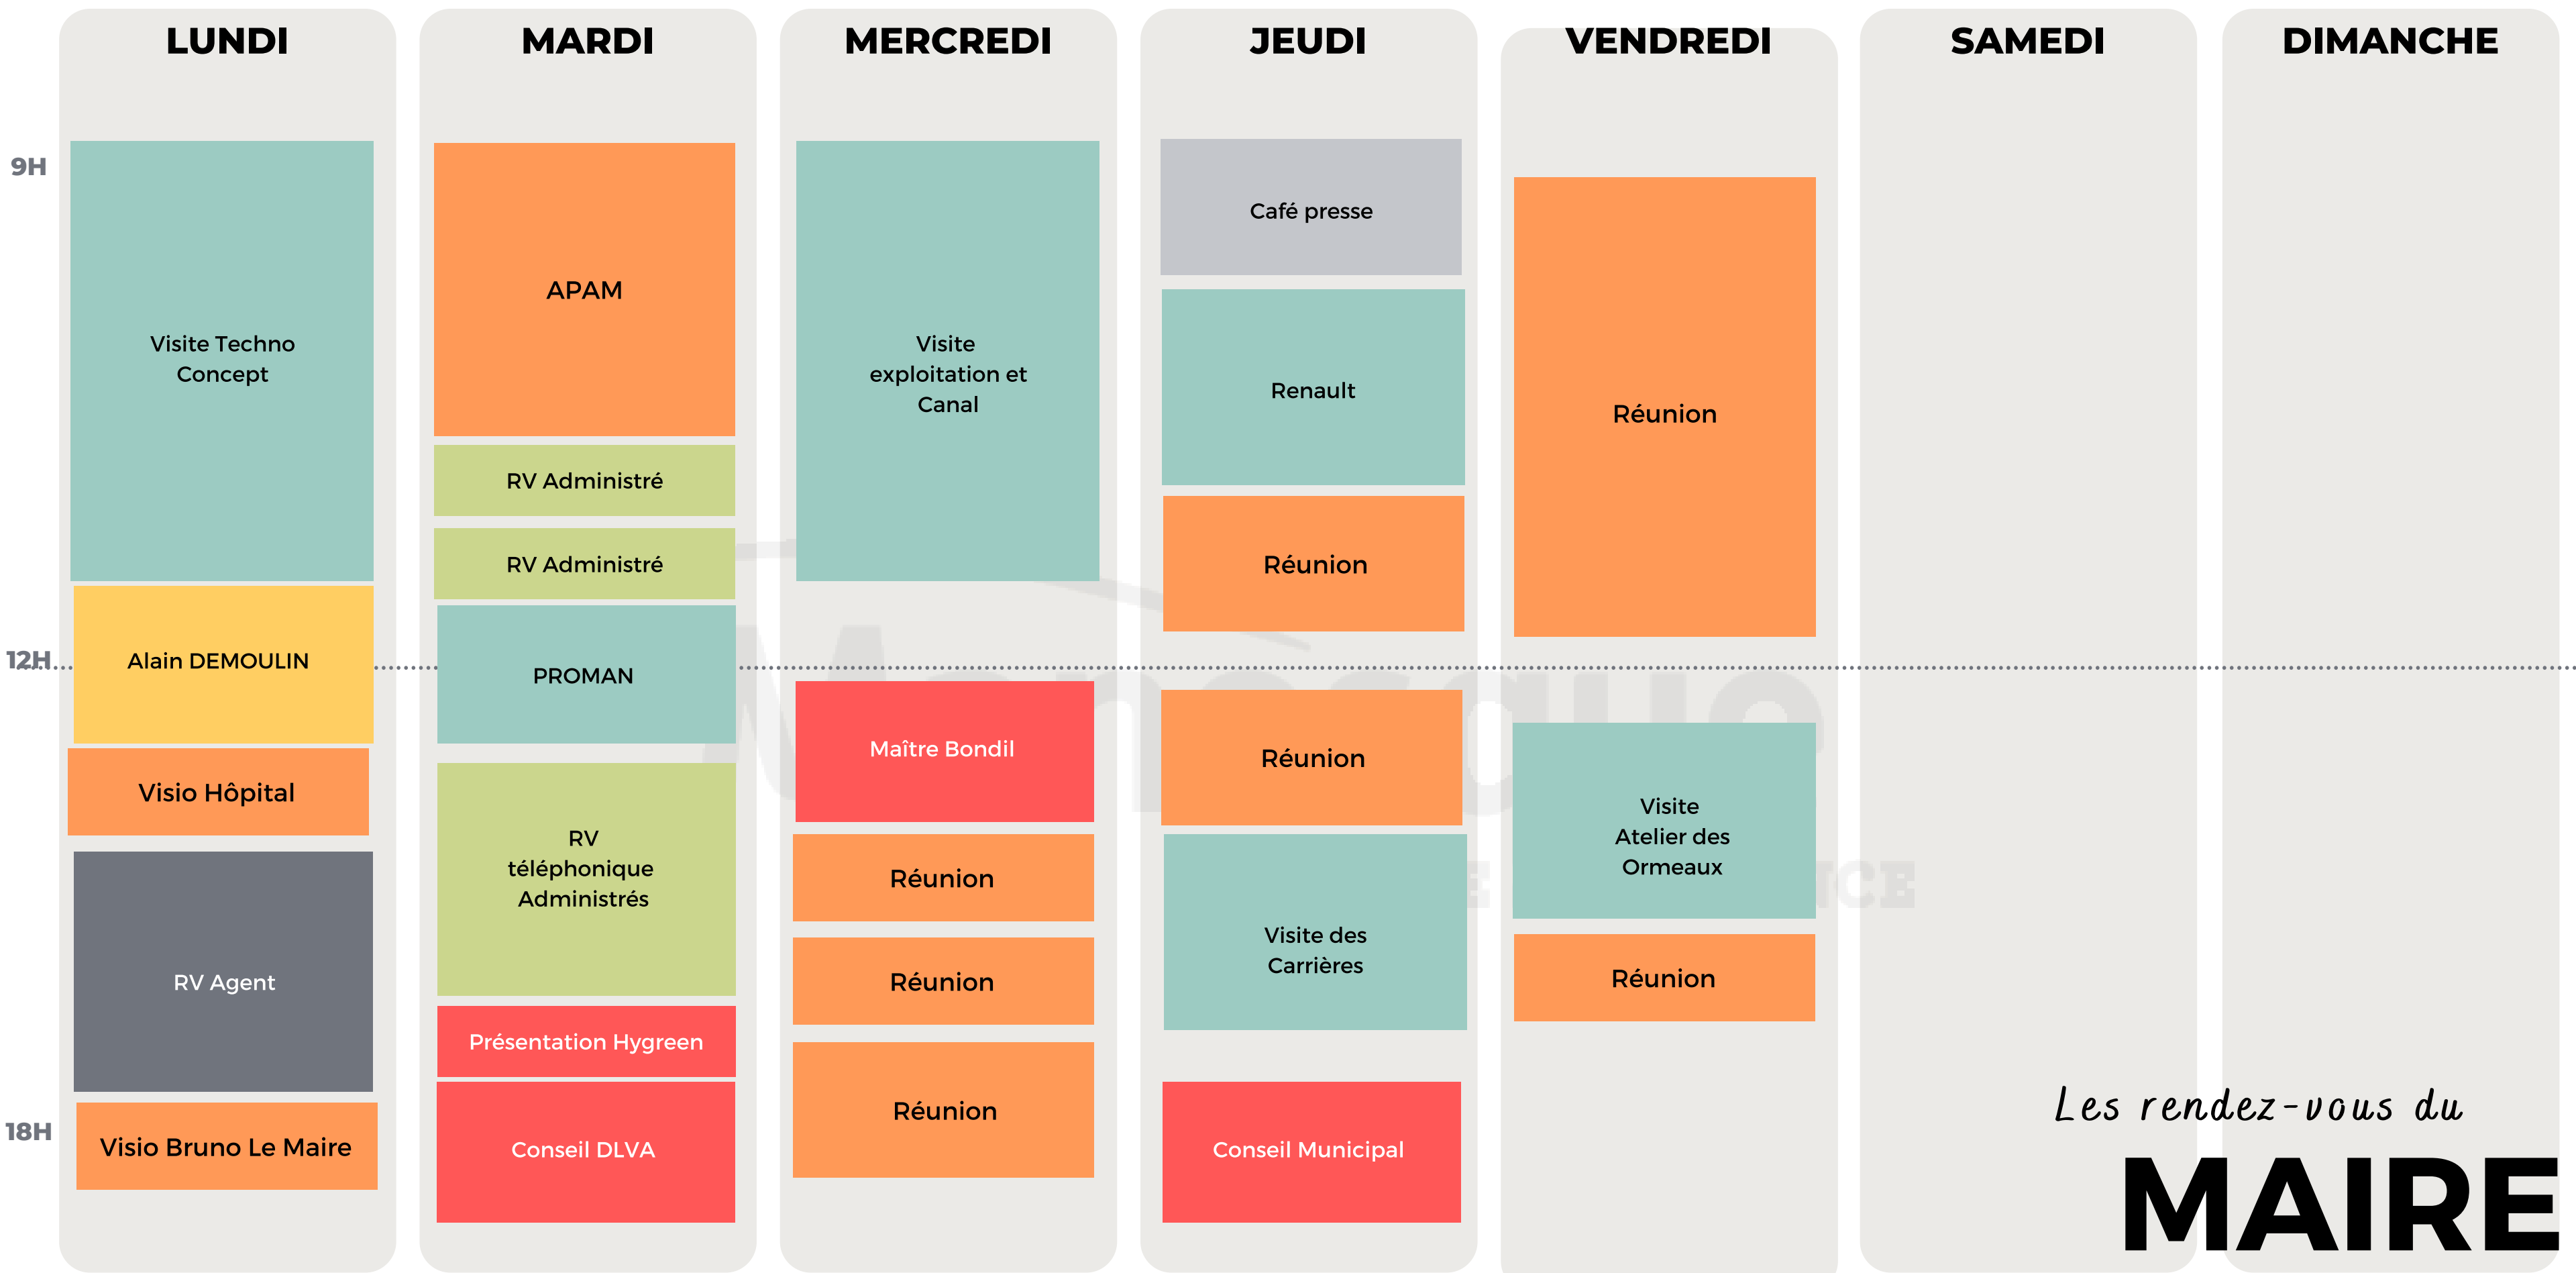 LUNDI
MARDI
MERCREDI
JEUDI
VENDREDI
SAMEDI
DIMANCHE
9H
12H
18H
Visite Techno
Concept
Alain DEMOULIN
Visio Hôpital
RV Agent
Visio Bruno Le Maire
APAM
RV Administré
RV Administré
PROMAN
RV
téléphonique
Administrés
Présentation Hygreen
Conseil DLVA
Visite
exploitation et
Canal
Maître Bondil
Réunion
Réunion
Réunion
Café presse
Renault
Réunion
Réunion
Visite des
Carrières
Conseil Municipal
Réunion
Visite
Atelier des
Ormeaux
Réunion
Les rendez-vous du
MAIRE